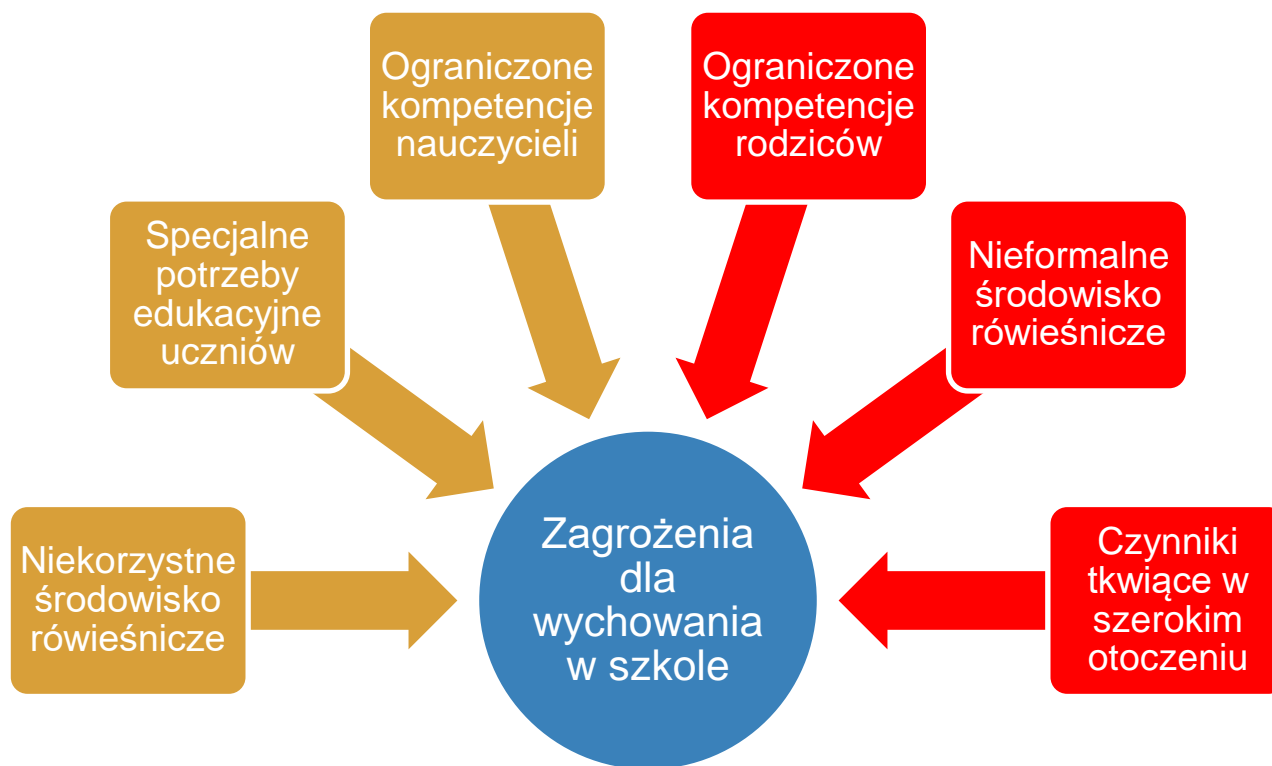 Ograniczone
kompetencje
nauczycieli
Ograniczone
kompetencje
rodziców
Specjalne
potrzeby
edukacyjne
uczniów
Nieformalne
środowisko
rówieśnicze
Niekorzystne
środowisko
rówieśnicze
Zagrożenia
dla
wychowania
w szkole
Czynniki
tkwiące w
szerokim
otoczeniu